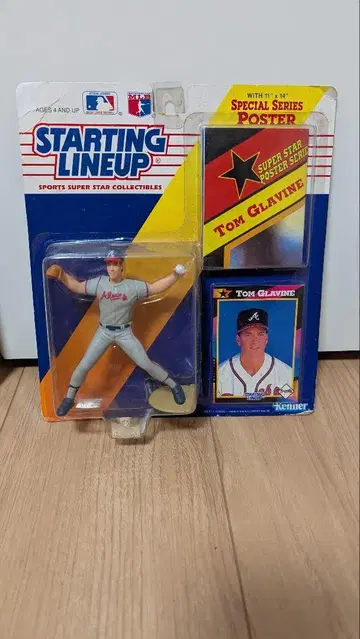 AGES 4 AND UP
WITH 11" x 14"
SPECIAL SERIES
POSTER
STARTING
LINEUP®
SPORTS SUPER STAR COLLECTIBLES
SUPER STAR
POSTER SERIES
TOM GLAVINE
TOM GLAVINE
Kenner